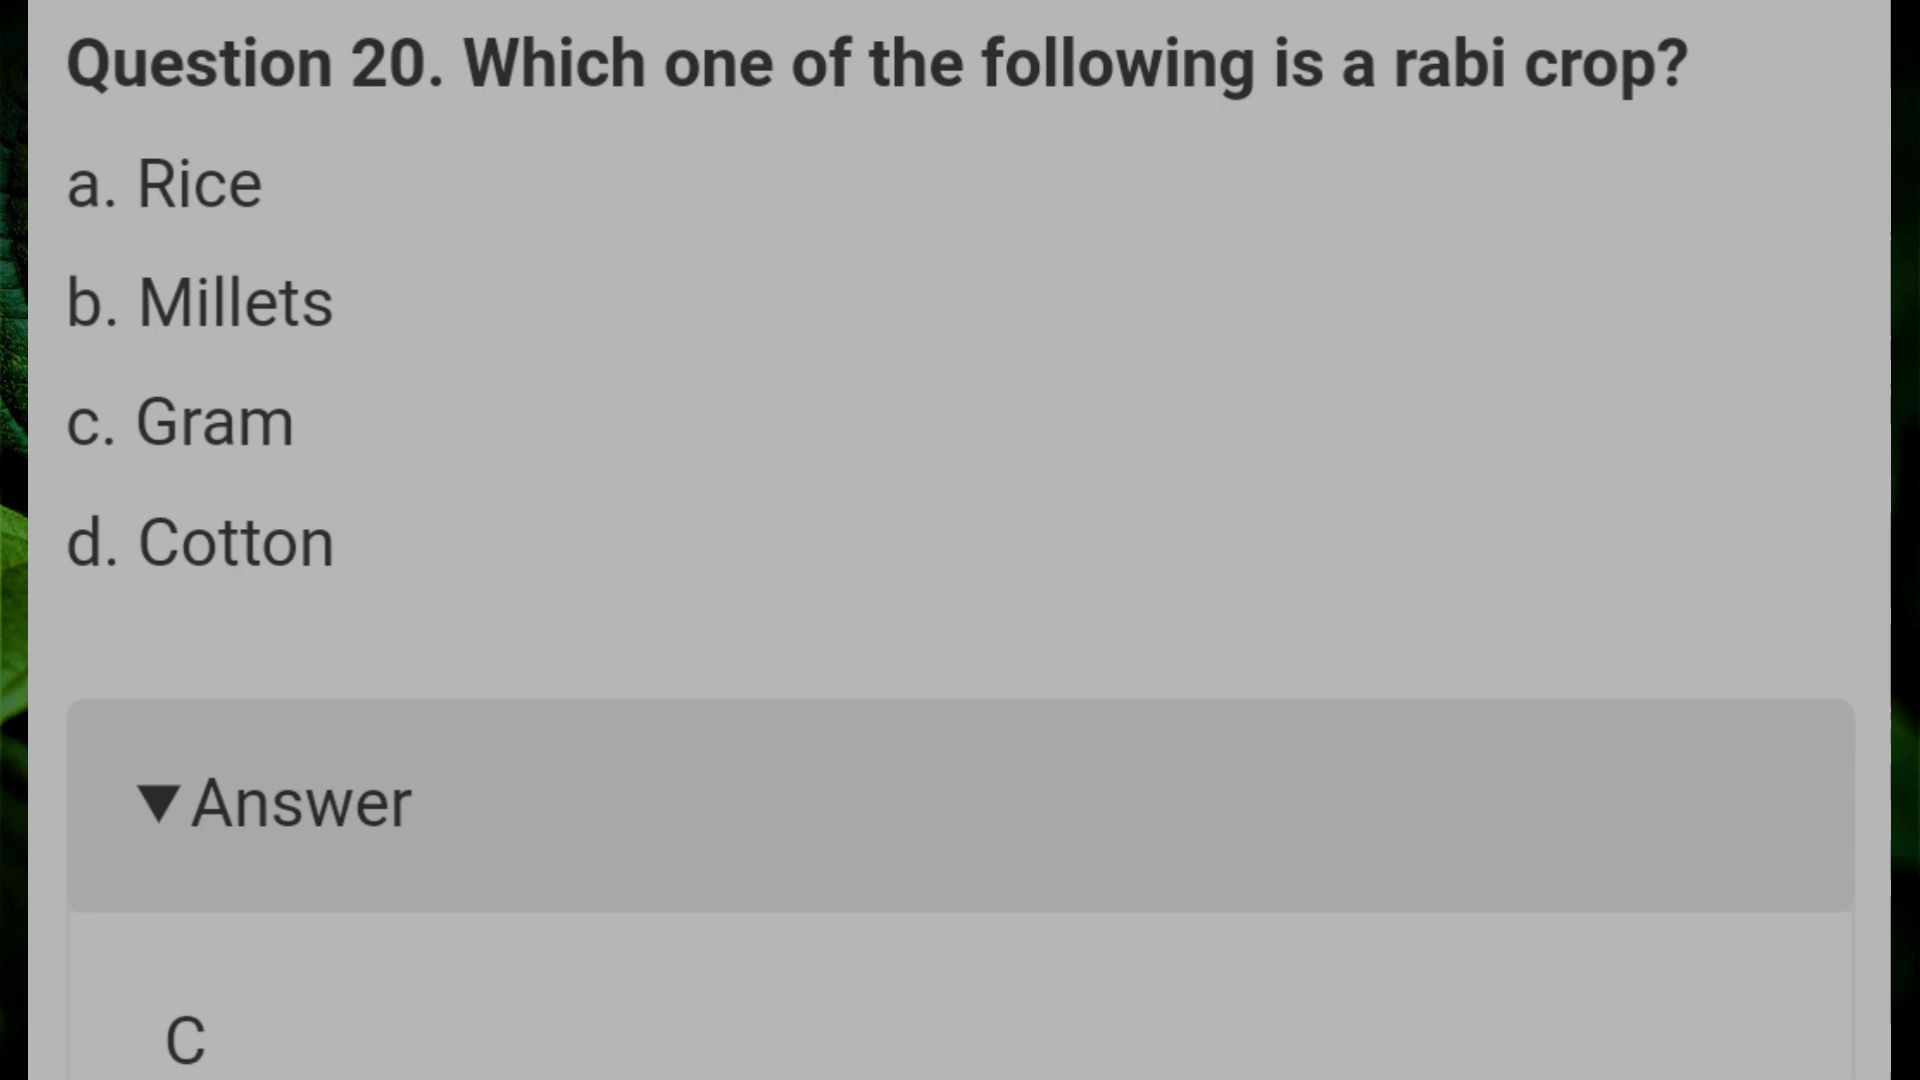 Question 20. Which one of the following is a rabi crop?
a. Rice
b. Millets
c. Gram
d. Cotton
▼ Answer
C